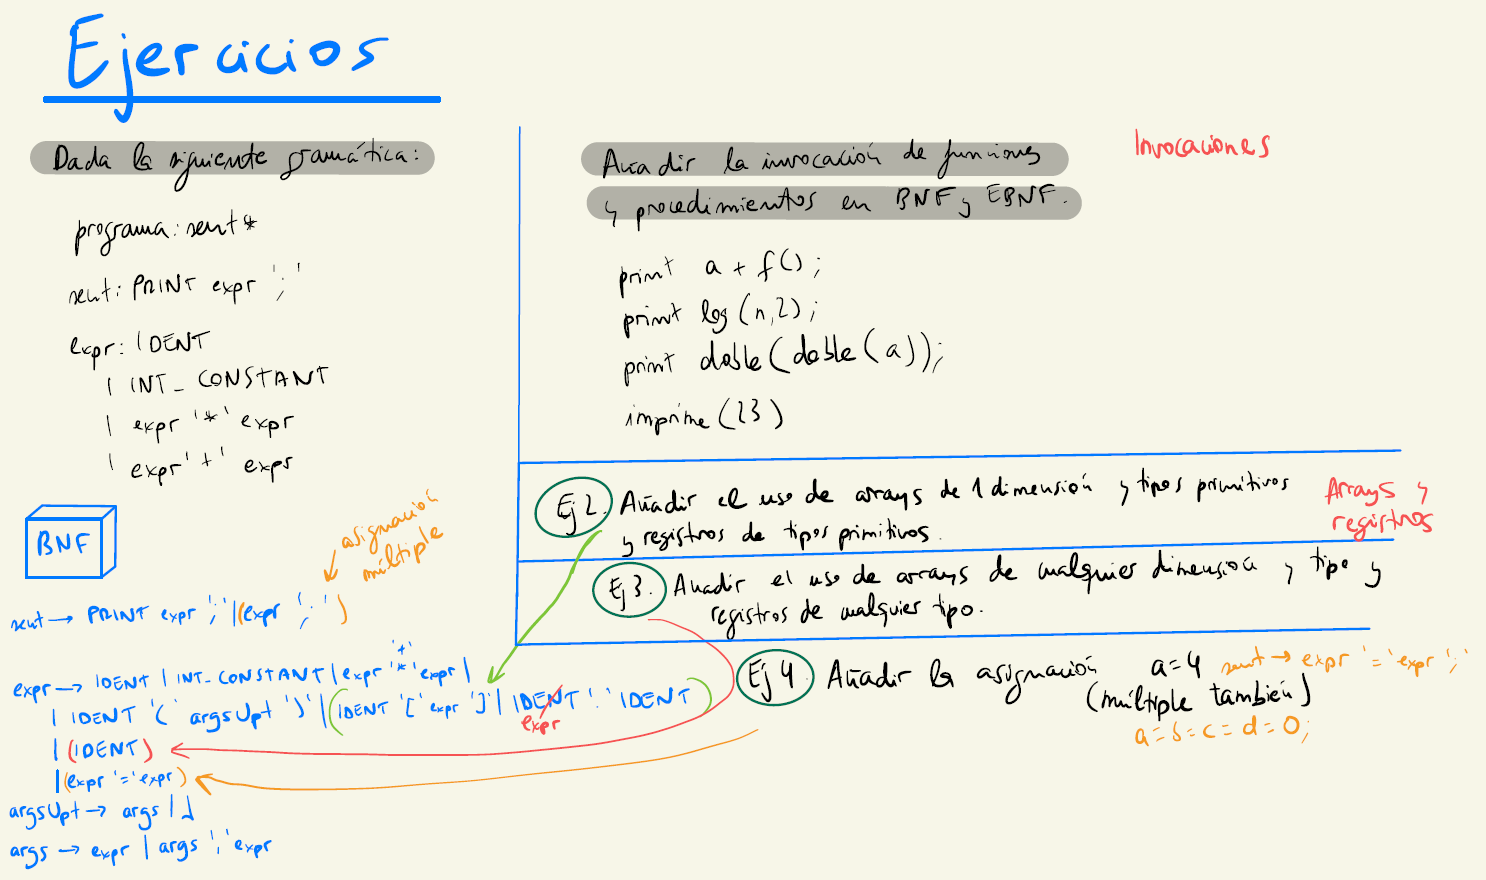 Ejercicios
Dada la siguiente gramática:
programa: sent*
sent: PRINT expr ';'
expr: IDENT
| INT_CONSTANT
| expr '*' expr
| expr '+' expr
Añadir la invocación de funciones
y procedimientos en BNF y EBNF.
Invocaciones
print a + f();
print log(n,2);
print doble(doble(a));
imprime(23)
Ej 2. Añadir el uso de arrays de 1 dimensión y tipos primitivos
y registros de tipos primitivos.
Arrays y
registros
Ej 3. Añadir el uso de arrays de cualquier dimensión y tipo y
registros de cualquier tipo.
Ej 4 Añadir la asignación a=4
(múltiple también)
sent → expr '=' expr ';'
a=b=c=d=0;
BNF
asignación
múltiple
sent → PRINT expr ';' | (expr ';')
'+'
expr → IDENT | INT_CONSTANT | expr '*' expr |
| IDENT '(' argsOpt ')' | (IDENT '[' expr ']' | IDENT '.' IDENT)
expr
| (IDENT)
| (expr '=' expr)
argsOpt → args | ⅃
args → expr | args ',' expr